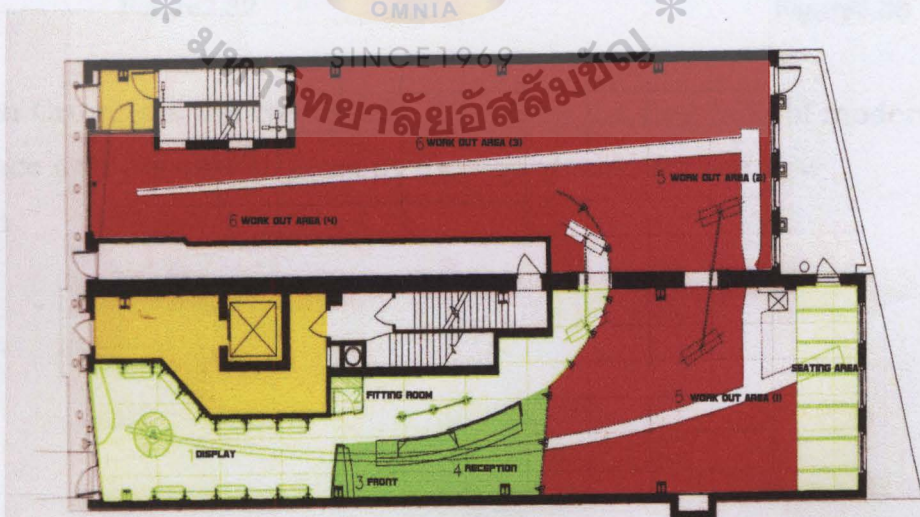 OMNIA
SINCE1969
มหาวิทยาลัยอัสสัมชัญ
6 WORK OUT AREA (3)
5 WORK OUT AREA (2)
6 WORK OUT AREA (4)
SEATING AREA
2 FITTING ROOM
5 WORK OUT AREA (1)
1 DISPLAY
4 RECEPTION
3 FRONT